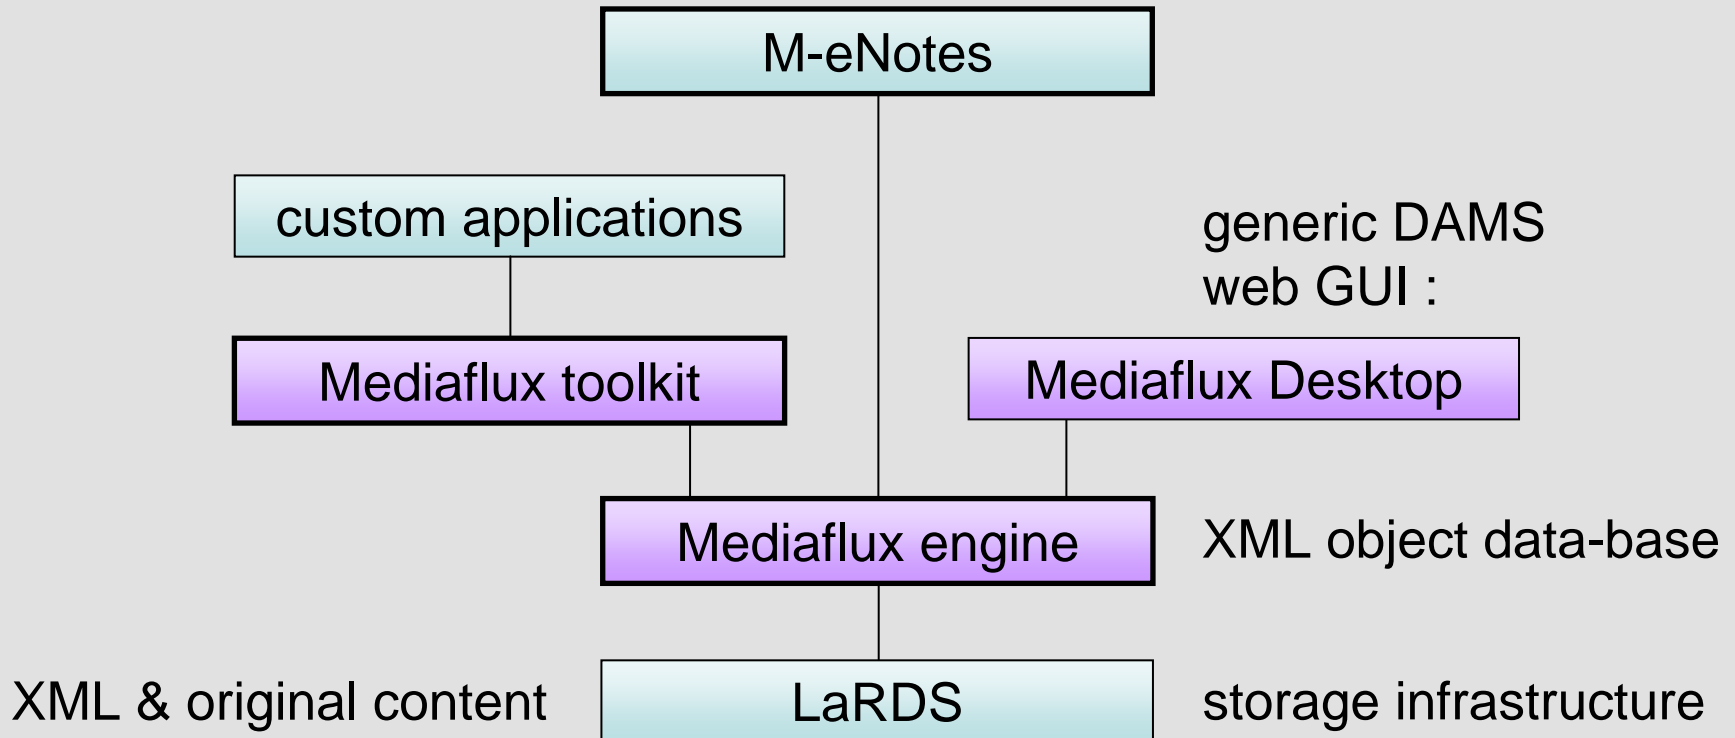 M-eNotes
custom applications
generic DAMS
web GUI :
Mediaflux toolkit
Mediaflux Desktop
Mediaflux engine
XML object data-base
XML & original content
LaRDS
storage infrastructure